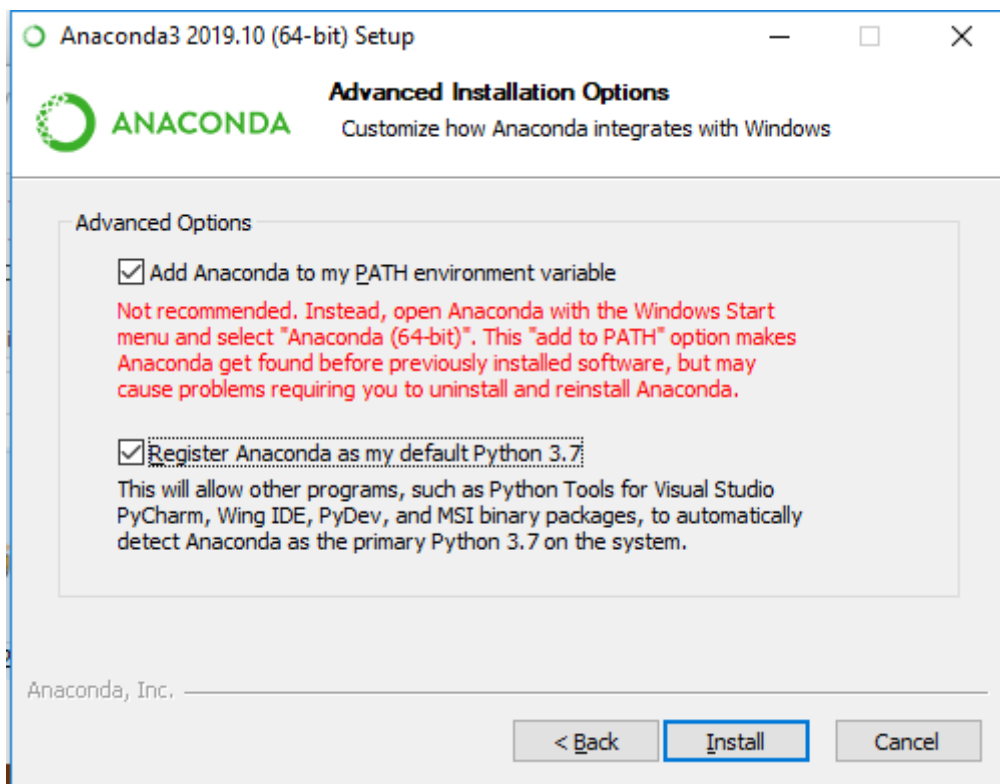 Anaconda3 2019.10 (64-bit) Setup
ANACONDA
Advanced Installation Options
Customize how Anaconda integrates with Windows
Advanced Options
Add Anaconda to my PATH environment variable
Not recommended. Instead, open Anaconda with the Windows Start
menu and select "Anaconda (64-bit)". This "add to PATH" option makes
Anaconda get found before previously installed software, but may
cause problems requiring you to uninstall and reinstall Anaconda.
Register Anaconda as my default Python 3.7
This will allow other programs, such as Python Tools for Visual Studio
PyCharm, Wing IDE, PyDev, and MSI binary packages, to automatically
detect Anaconda as the primary Python 3.7 on the system.
Anaconda, Inc.
< Back
Install
Cancel